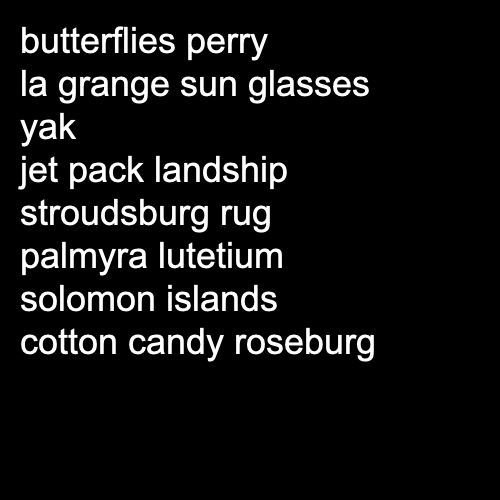 butterflies perry
la grange sun glasses
yak
jet pack landship
stroudsburg rug
palmyra lutetium
solomon islands
cotton candy roseburg